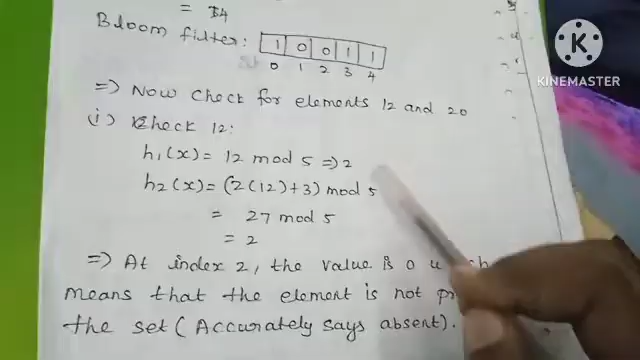 = 14
Bloom filter: 1 0 0 1 1
0 1 2 3 4
=> Now check for elements 12 and 20
(i) Check 12:
h1(x) = 12 mod 5 => 2
h2(x) = (2(12)+3) mod 5
= 27 mod 5
= 2
=> At index 2, the value is 0
means that the element is not
the set (Accurately says absent).
KINEMASTER